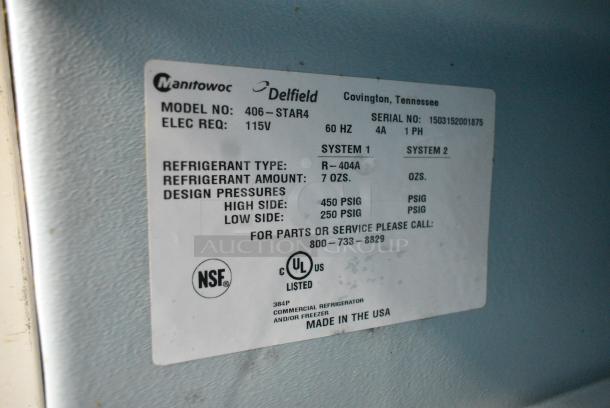 Manitowoc Delfield Covington, Tennessee
MODEL NO: 406-STAR4 SERIAL NO: 1503152001875
ELEC REQ: 115V 60 HZ 4A 1 PH
SYSTEM 1 SYSTEM 2
REFRIGERANT TYPE: R-404A
REFRIGERANT AMOUNT: 7 OZS. OZS.
DESIGN PRESSURES
HIGH SIDE: 450 PSIG PSIG
LOW SIDE: 250 PSIG PSIG
FOR PARTS OR SERVICE PLEASE CALL:
800-733-8829
AUCTION GROUP
NSF®
C UL US
LISTED
384P
COMMERCIAL REFRIGERATOR
AND/OR FREEZER
MADE IN THE USA